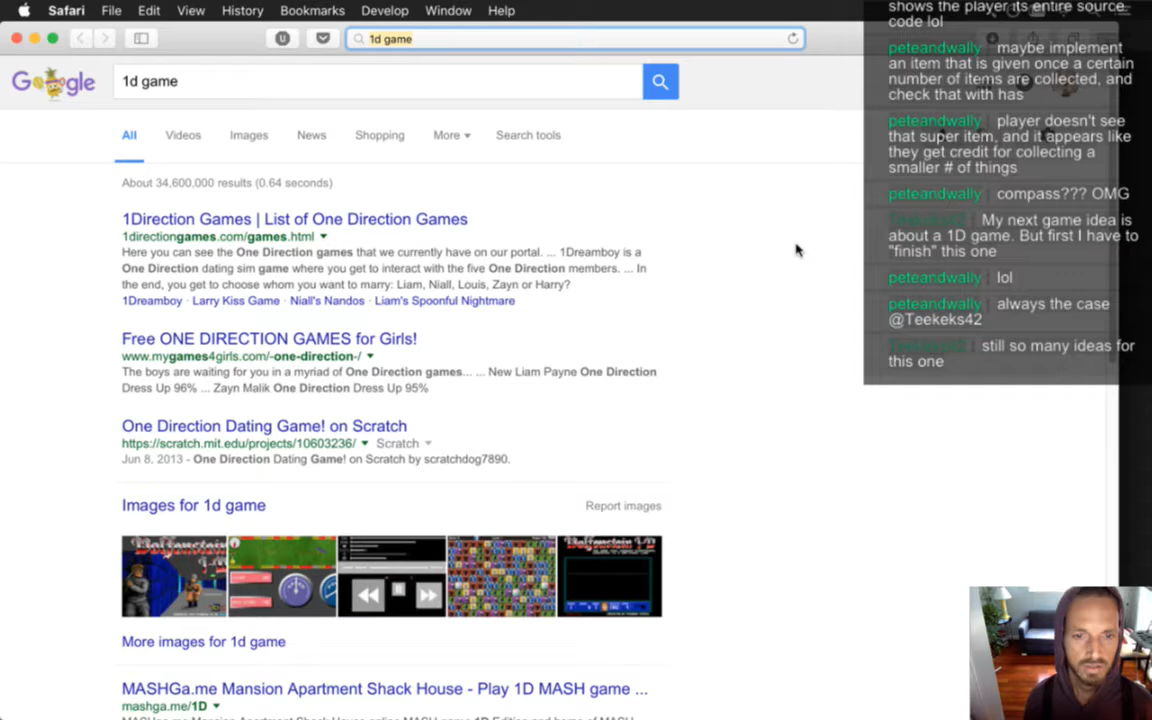 Safari File Edit View History Bookmarks Develop Window Help
1d game
Google
1d game
All Videos Images News Shopping More Search tools
About 34,600,000 results (0.64 seconds)
1Direction Games | List of One Direction Games
1directiongames.com/games.html
Here you can see the One Direction games that we currently have on our portal. ... 1Dreamboy is a
One Direction dating sim game where you get to interact with the five One Direction members. ... In
the end, you get to choose whom you want to marry: Liam, Niall, Louis, Zayn or Harry?
1Dreamboy · Larry Kiss Game · Niall's Nandos · Liam's Spoonful Nightmare
Free ONE DIRECTION GAMES for Girls!
www.mygames4girls.com/-one-direction-/
The boys are waiting for you in a myriad of One Direction games... ... New Liam Payne One Direction
Dress Up 96% ... Zayn Malik One Direction Dress Up 95%
One Direction Dating Game! on Scratch
https://scratch.mit.edu/projects/10603236/ Scratch
Jun 8, 2013 - One Direction Dating Game! on Scratch by scratchdog7890.
Images for 1d game Report images
More images for 1d game
MASHGa.me Mansion Apartment Shack House - Play 1D MASH game ...
mashga.me/1D
shows the player its entire source
code lol
peteandwally maybe implement
an item that is given once a certain
number of items are collected, and
check that with has
peteandwally player doesn't see
that super item, and it appears like
they get credit for collecting a
smaller # of things
peteandwally compass??? OMG
Teekeks42 My next game idea is
about a 1D game. But first I have to
"finish" this one
peteandwally lol
peteandwally always the case
@Teekeks42
Teekeks42 still so many ideas for
this one